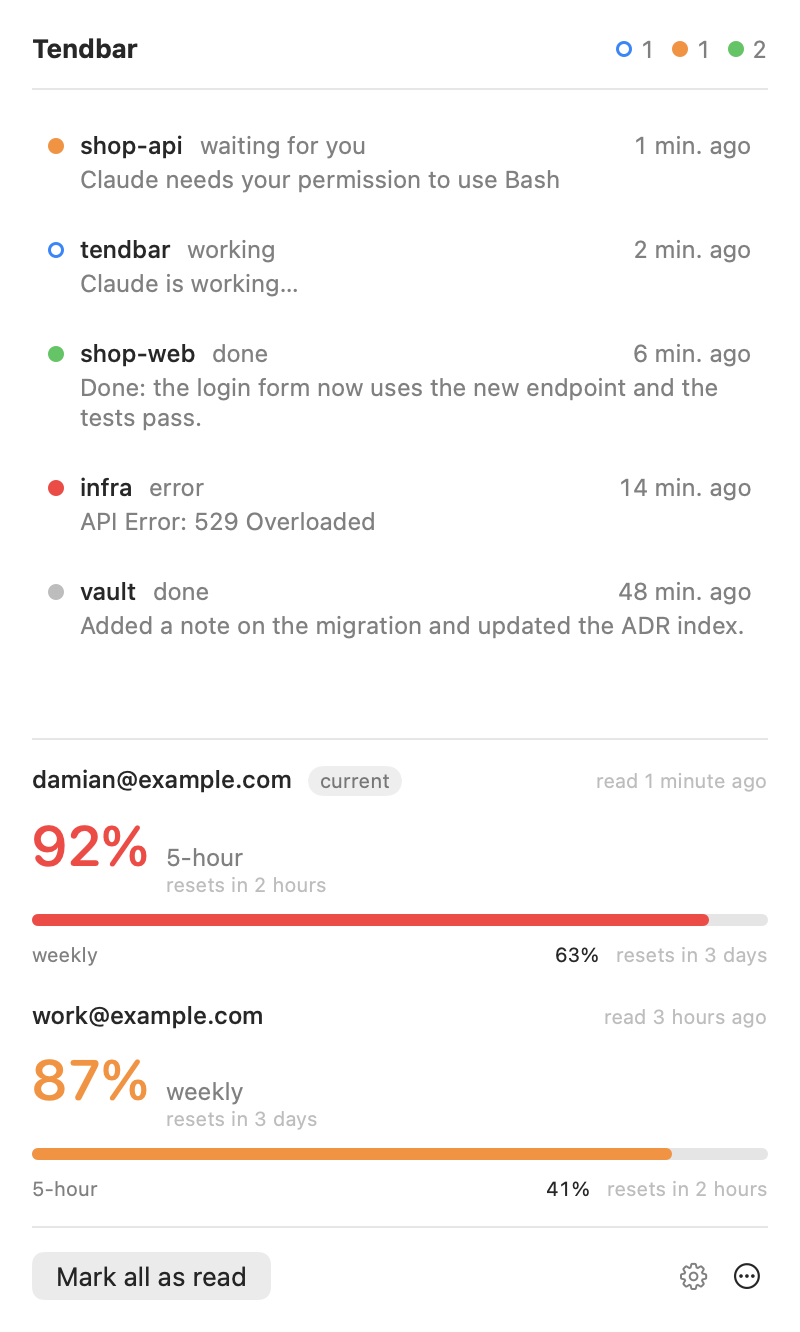 Tendbar 1 1 2
shop-api waiting for you 1 min. ago
Claude needs your permission to use Bash
tendbar working 2 min. ago
Claude is working...
shop-web done 6 min. ago
Done: the login form now uses the new endpoint and the
tests pass.
infra error 14 min. ago
API Error: 529 Overloaded
vault done 48 min. ago
Added a note on the migration and updated the ADR index.
damian@example.com current read 1 minute ago
92% 5-hour
resets in 2 hours
weekly 63% resets in 3 days
work@example.com read 3 hours ago
87% weekly
resets in 3 days
5-hour 41% resets in 2 hours
Mark all as read